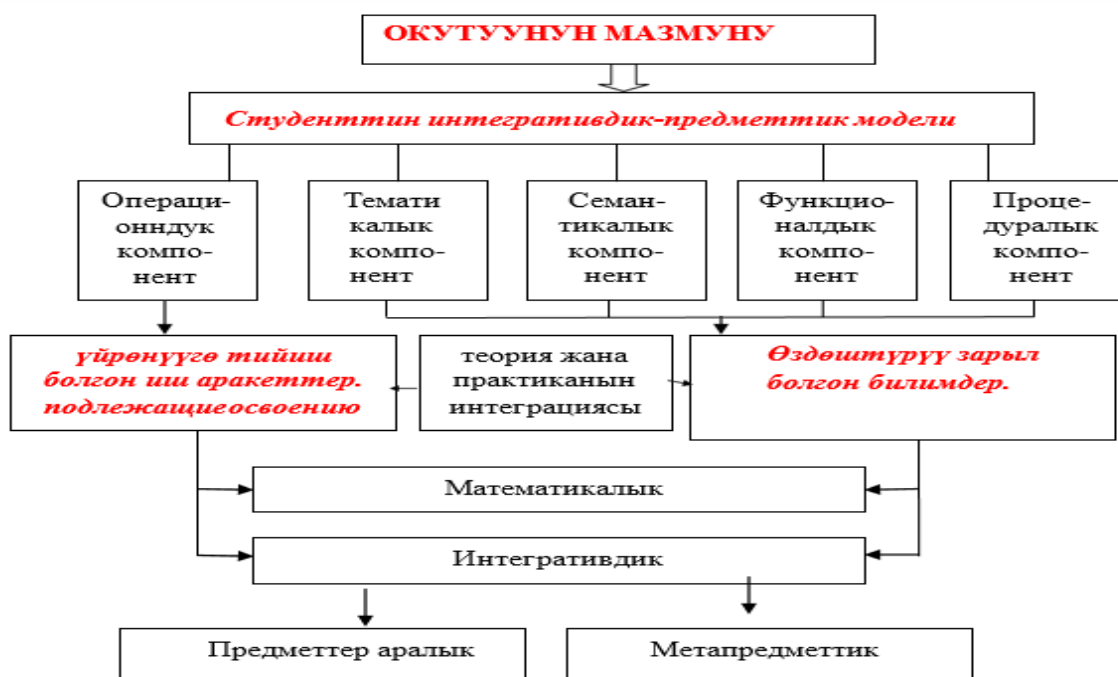 ОКУТУУНУН МАЗМУНУ
Студенттин интегративдик-предметтик модели
Операци-
онндук
компо-
нент
Темати
калык
компо-
нент
Семан-
тикалык
компо-
нент
Функцио-
налдык
компо-
нент
Проце-
дуралык
компо-
нент
үйрөнүүгө тийиш
болгон иш аракеттер.
подлежащиеосвоению
теория жана
практиканын
интеграциясы
Өздөштүрүү зарыл
болгон билимдер.
Математикалык
Интегративдик
Предметтер аралык
Метапредметтик